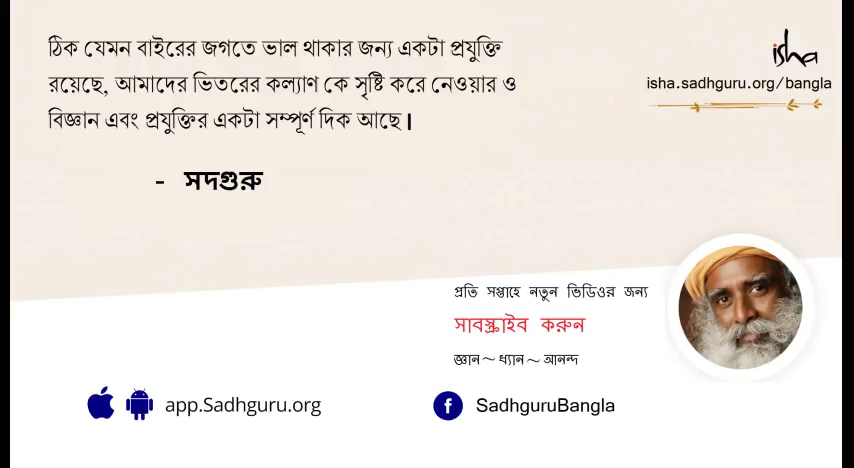 ঠিক যেমন বাইরের জগতে ভাল থাকার জন্য একটা প্রযুক্তি
রয়েছে, আমাদের ভিতরের কল্যাণ কে সৃষ্টি করে নেওয়ার ও
বিজ্ঞান এবং প্রযুক্তির একটা সম্পূর্ণ দিক আছে।
- সদগুরু
isha
isha.sadhguru.org/bangla
প্রতি সপ্তাহে নতুন ভিডিওর জন্য
সাবস্ক্রাইব করুন
জ্ঞান ~ ধ্যান ~ আনন্দ
app.Sadhguru.org
SadhguruBangla